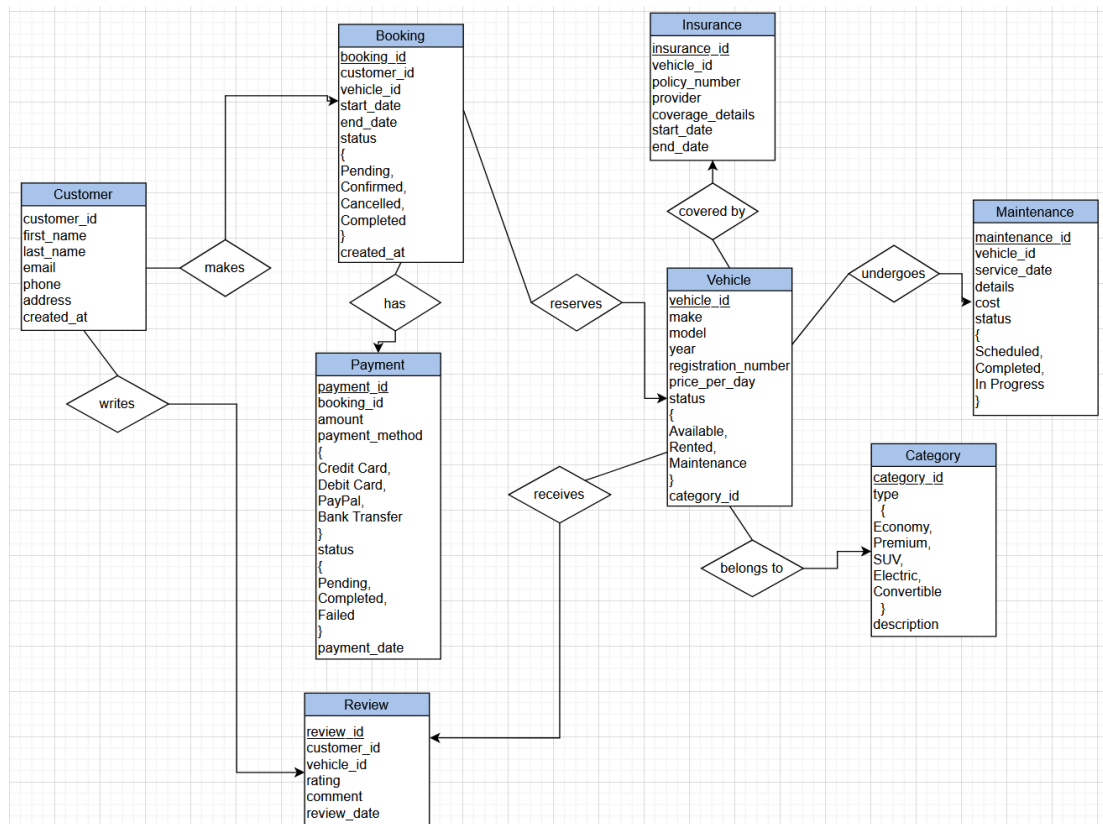 Booking
booking_id
customer_id
vehicle_id
start_date
end_date
status
{
Pending,
Confirmed,
Cancelled,
Completed
}
created_at
Insurance
insurance_id
vehicle_id
policy_number
provider
coverage_details
start_date
end_date
Customer
customer_id
first_name
last_name
email
phone
address
created_at
makes
covered by
Maintenance
maintenance_id
vehicle_id
service_date
details
cost
status
{
Scheduled,
Completed,
In Progress
}
undergoes
has
reserves
Vehicle
vehicle_id
make
model
year
registration_number
price_per_day
status
{
Available,
Rented,
Maintenance
}
category_id
Payment
payment_id
booking_id
amount
payment_method
{
Credit Card,
Debit Card,
PayPal,
Bank Transfer
}
status
{
Pending,
Completed,
Failed
}
payment_date
writes
receives
belongs to
Category
category_id
type
{
Economy,
Premium,
SUV,
Electric,
Convertible
}
description
Review
review_id
customer_id
vehicle_id
rating
comment
review_date